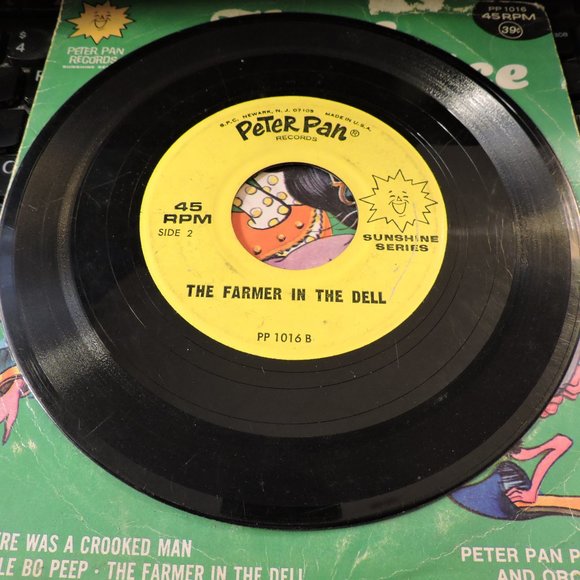 PETER PAN
RECORDS
PP 1016
45 RPM
39¢
S.P.C. NEWARK, N. J. 07105 MADE IN U.S.A.
PETER PAN®
RECORDS
45
RPM
SIDE 2
SUNSHINE
SERIES
THE FARMER IN THE DELL
PP 1016 B
ERE WAS A CROOKED MAN
LE BO PEEP • THE FARMER IN THE DELL
PETER PAN P
AND ORC